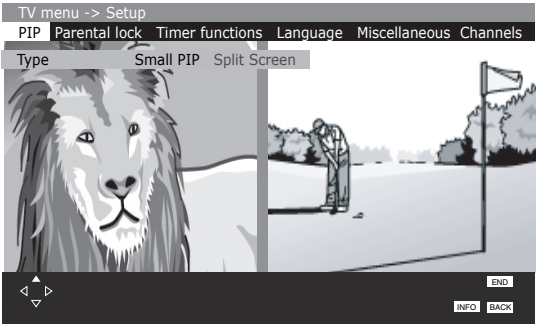 TV menu -> Setup
PIP Parental lock Timer functions Language Miscellaneous Channels
Type Small PIP Split Screen
END
INFO BACK